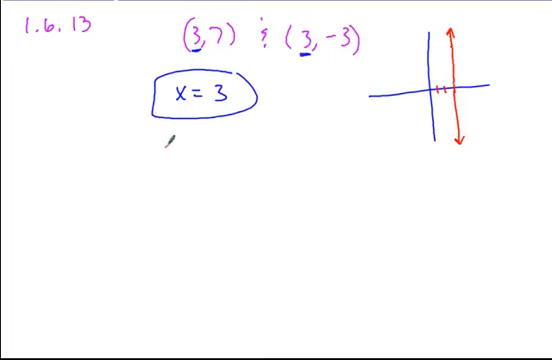 1.6.13
(3,7) & (3,-3)
x = 3